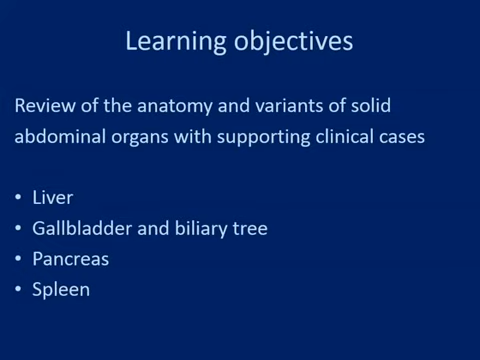 Learning objectives
Review of the anatomy and variants of solid
abdominal organs with supporting clinical cases
• Liver
• Gallbladder and biliary tree
• Pancreas
• Spleen